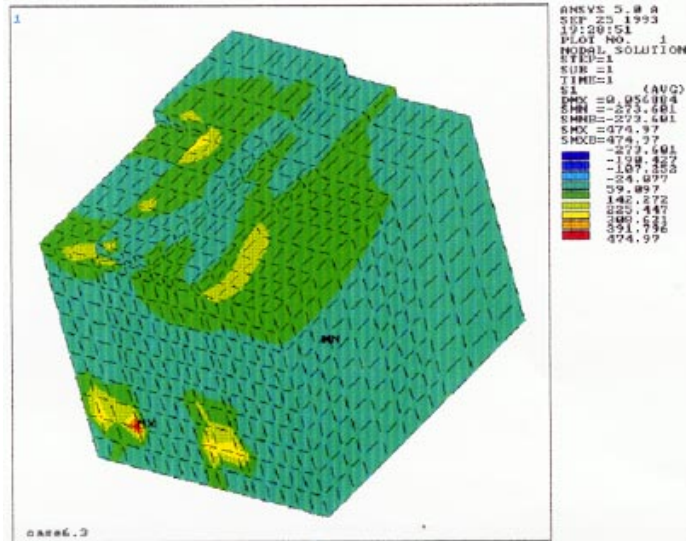 1
ANSYS 5.0 A
SEP 25 1993
19:20:51
PLOT NO. 1
NODAL SOLUTION
STEP=1
SUB =1
TIME=1
S1 (AVG)
DMX =0.056884
SMN =-273.601
SMNB=-273.601
SMX =474.97
SMXB=474.97
-273.601
-190.427
-107.252
-24.077
59.097
142.272
225.447
308.621
391.796
474.97
MN
MX
case6.3